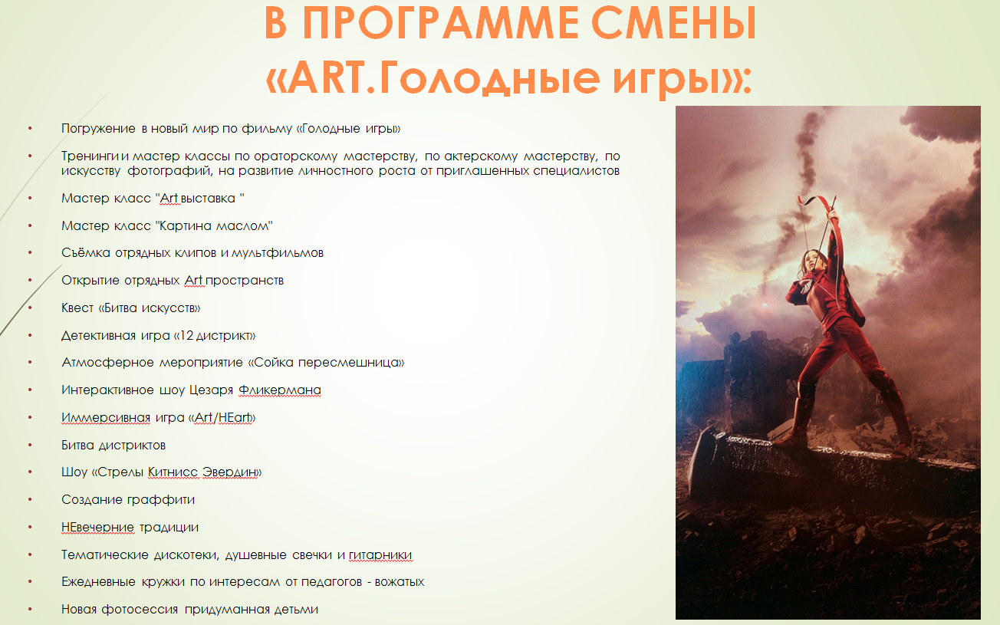 В ПРОГРАММЕ СМЕНЫ
«ART.Голодные игры»:
• Погружение в новый мир по фильму «Голодные игры»
• Тренинги и мастер классы по ораторскому мастерству, по актерскому мастерству, по
искусству фотографий, на развитие личностного роста от приглашенных специалистов
• Мастер класс "Art выставка "
• Мастер класс "Картина маслом"
• Съёмка отрядных клипов и мультфильмов
• Открытие отрядных Art пространств
• Квест «Битва искусств»
• Детективная игра «12 дистрикт»
• Атмосферное мероприятие «Сойка пересмешница»
• Интерактивное шоу Цезаря Фликермана
• Иммерсивная игра «Art/HEart»
• Битва дистриктов
• Шоу «Стрелы Китнисс Эвердин»
• Создание граффити
• НЕвечерние традиции
• Тематические дискотеки, душевные свечки и гитарники
• Ежедневные кружки по интересам от педагогов - вожатых
• Новая фотосессия придуманная детьми